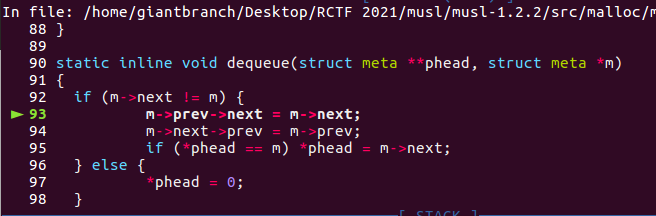 In file: /home/giantbranch/Desktop/RCTF 2021/musl/musl-1.2.2/src/malloc/m
88 }
89
90 static inline void dequeue(struct meta **phead, struct meta *m)
91 {
92 if (m->next != m) {
► 93 m->prev->next = m->next;
94 m->next->prev = m->prev;
95 if (*phead == m) *phead = m->next;
96 } else {
97 *phead = 0;
98 }
[ STACK ]